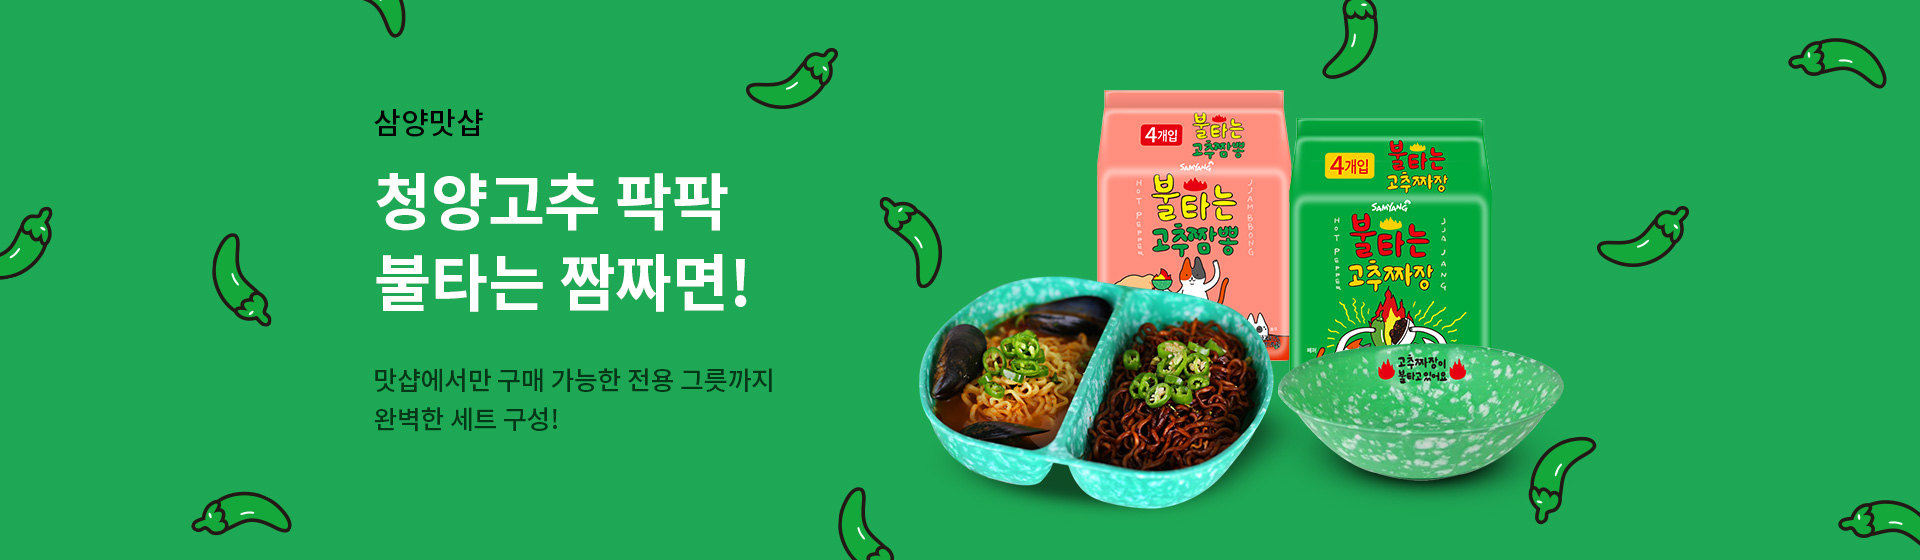 삼양맛샵
청양고추 팍팍
불타는 짬짜면!
맛샵에서만 구매 가능한 전용 그릇까지
완벽한 세트 구성!
4개입
불타는
고추짬뽕
SAMYANG
HOT PEPPER
JJAMBBONG
불타는
고추짬뽕
4개입
불타는
고추짜장
SAMYANG
HOT PEPPER
JJAJANG
불타는
고추짜장
고추짜장이
불타고 있어요